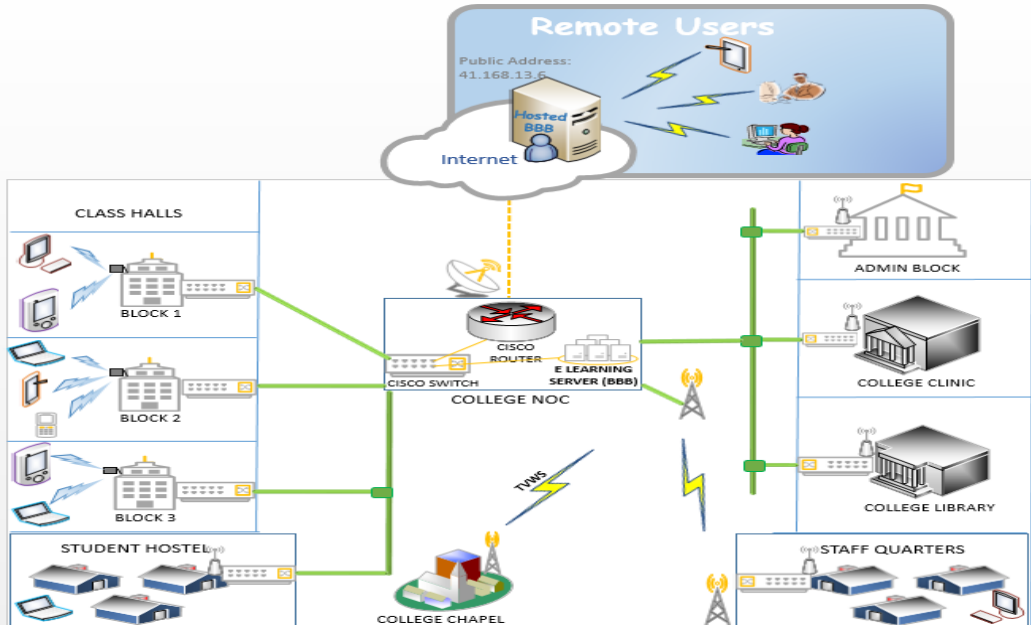 Remote Users
Public Address:
41.168.13.6
Hosted
BBB
Internet
CLASS HALLS
BLOCK 1
BLOCK 2
BLOCK 3
STUDENT HOSTEL
CISCO
ROUTER
CISCO SWITCH
E LEARNING
SERVER (BBB)
COLLEGE NOC
TVWS
COLLEGE CHAPEL
ADMIN BLOCK
COLLEGE CLINIC
COLLEGE LIBRARY
STAFF QUARTERS